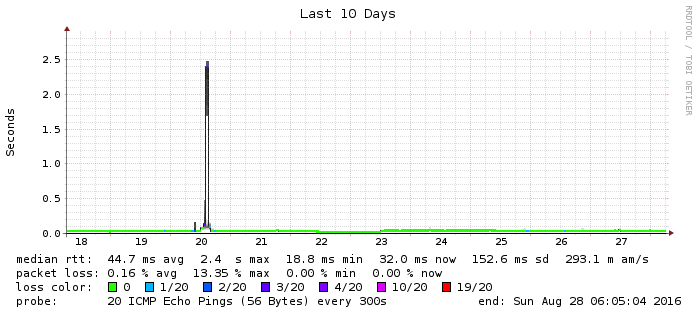 Last 10 Days
RRDTOOL / TOBI OETIKER
Seconds
2.5
2.0
1.5
1.0
0.5
0.0
18 19 20 21 22 23 24 25 26 27
median rtt: 44.7 ms avg 2.4 s max 18.8 ms min 32.0 ms now 152.6 ms sd 293.1 m am/s
packet loss: 0.16 % avg 13.35 % max 0.00 % min 0.00 % now
loss color: 0 1/20 2/20 3/20 4/20 10/20 19/20
probe: 20 ICMP Echo Pings (56 Bytes) every 300s end: Sun Aug 28 06:05:04 2016